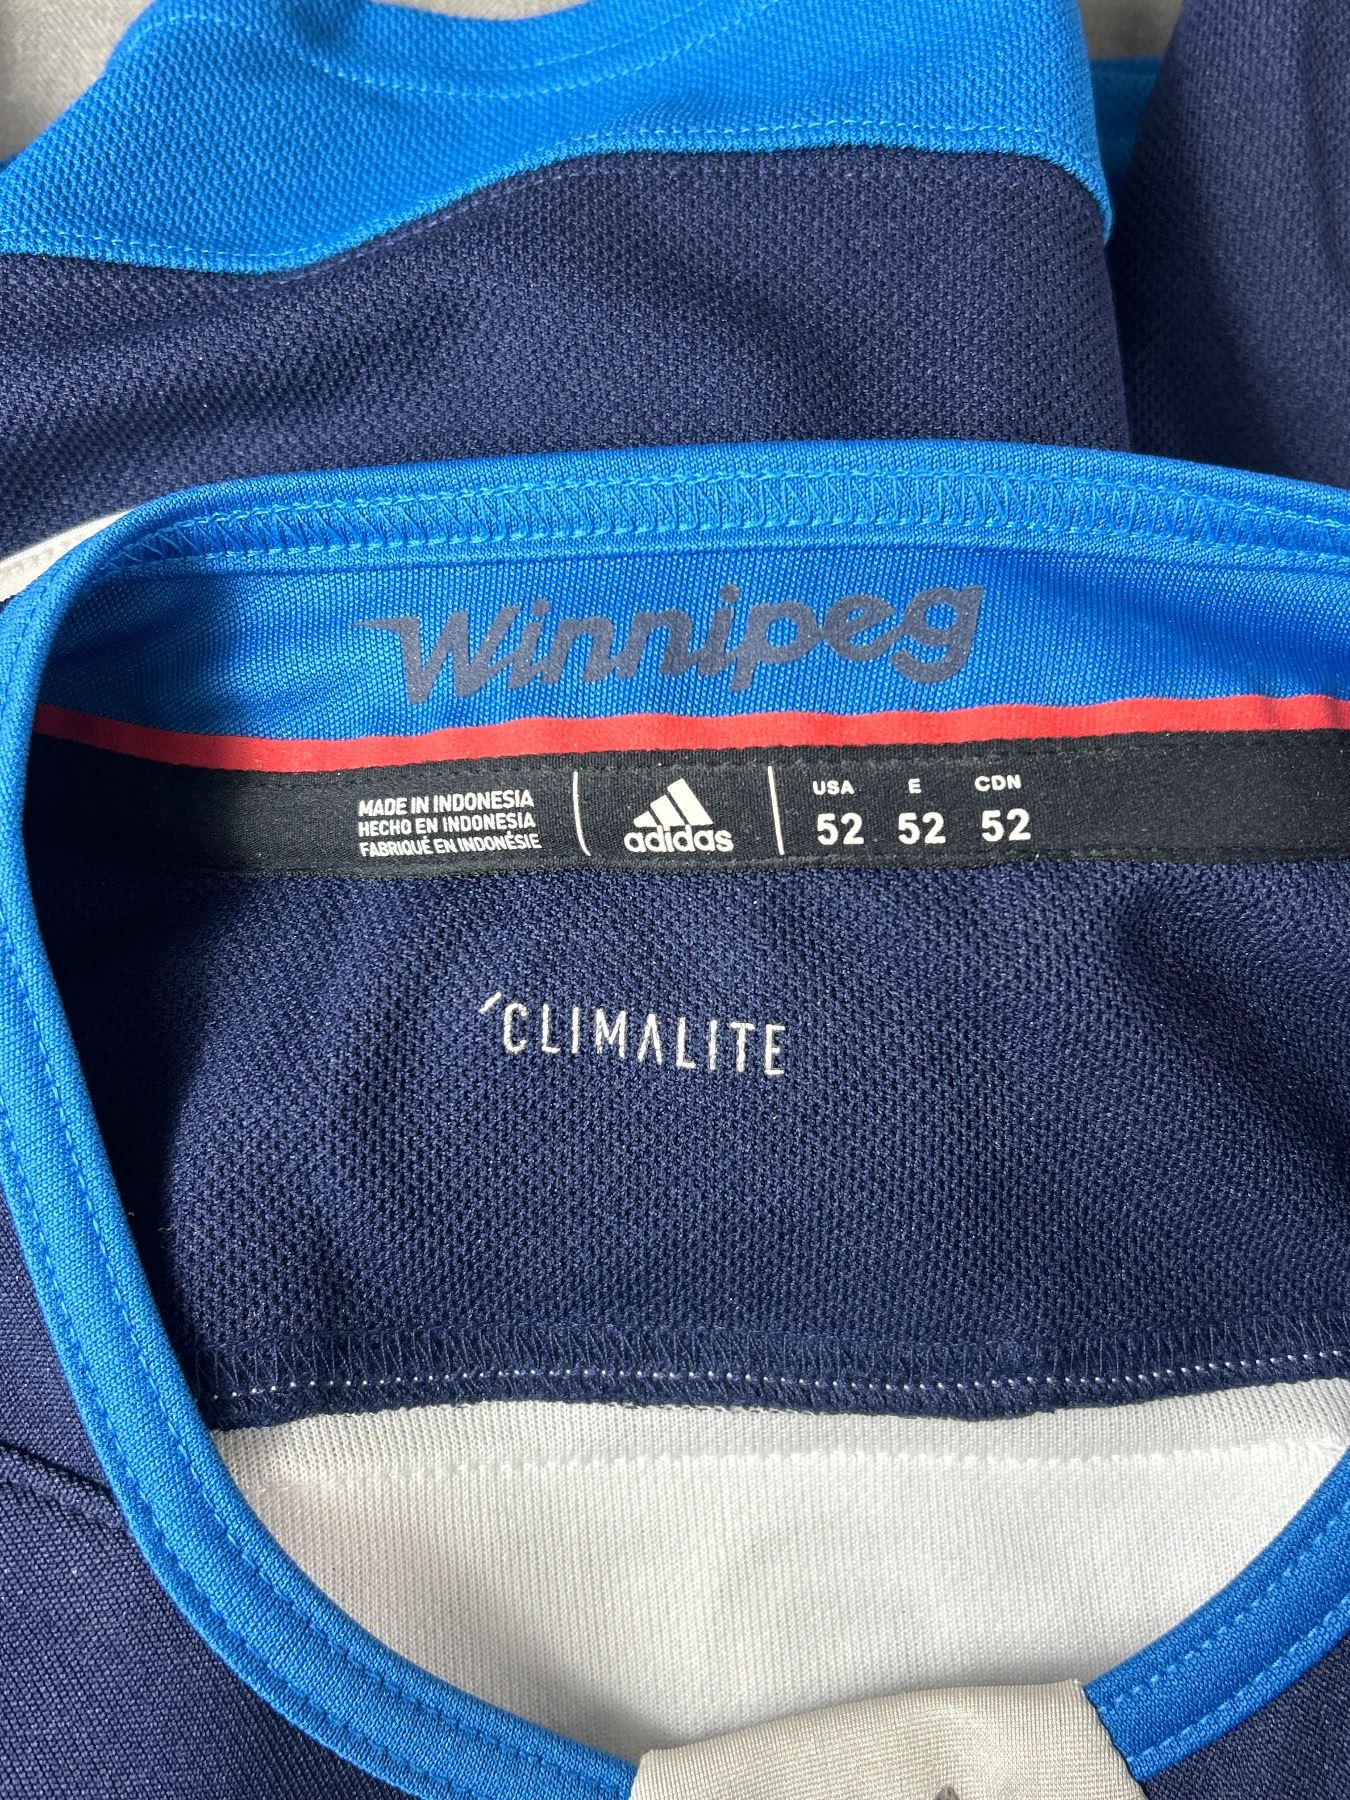 Winnipeg
MADE IN INDONESIA
HECHO EN INDONESIA
FABRIQUÉ EN INDONÉSIE
adidas
USA E CDN
52 52 52
CLIMALITE